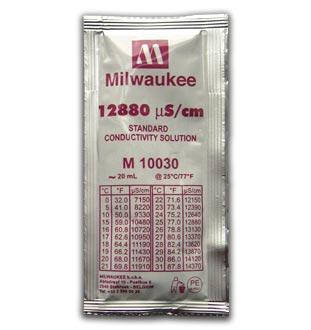 Milwaukee
12880 µS/cm
STANDARD
CONDUCTIVITY SOLUTION
M 10030
~ 20 mL @ 25°C/77°F
°C °F µS/cm °C °F µS/cm
0 32.0 7150 22 71.6 12150
5 41.0 8220 23 73.4 12390
10 50.0 9330 24 75.2 12640
15 59.0 10480 25 77.0 12880
16 60.8 10720 26 78.8 13130
17 62.6 10950 27 80.6 13370
18 64.4 11190 28 82.4 13620
19 66.2 11430 29 84.2 13870
20 68.0 11670 30 86.0 14120
21 69.8 11910 31 87.8 14370
PE